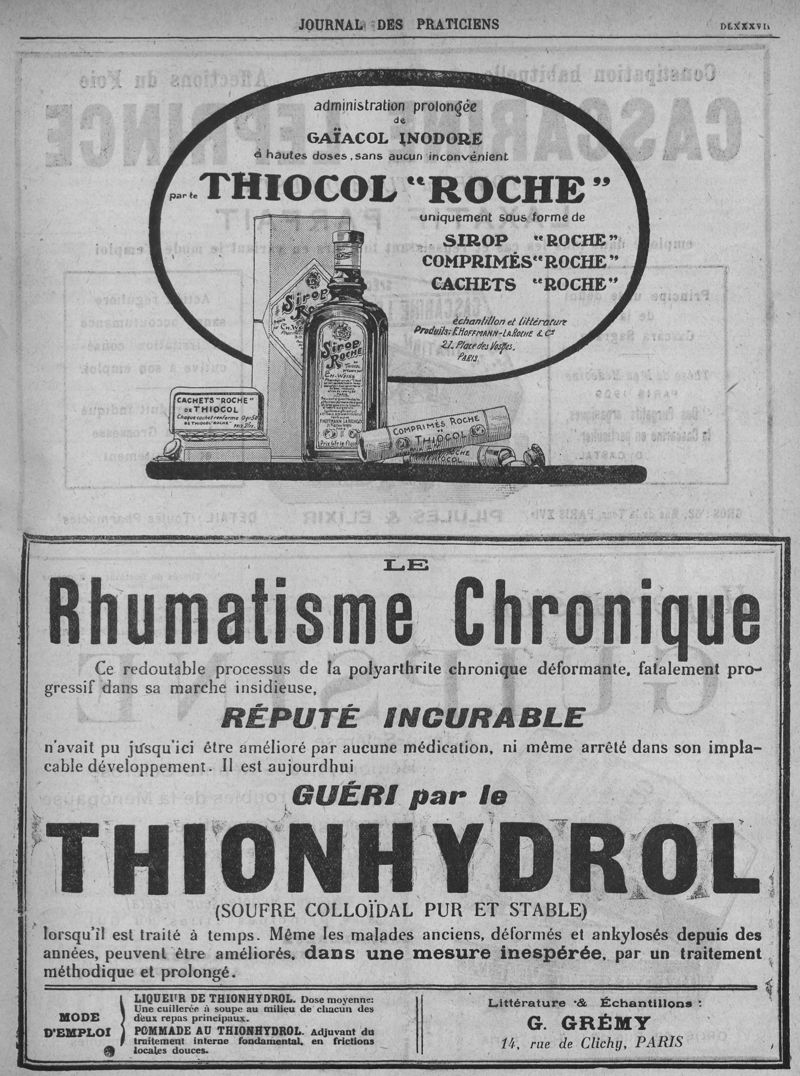 JOURNAL DES PRATICIENS
administration prolongée
de
GAÏACOL INODORE
à hautes doses, sans aucun inconvénient
par le THIOCOL "ROCHE"
uniquement sous forme de
SIROP "ROCHE"
COMPRIMÉS "ROCHE"
CACHETS "ROCHE"
échantillon et littérature
Produits: F. HOFFMANN-LAROCHE & Cº
21. Place des Vosges.
PARIS.
Sirop
Sirop
ROCHE
CACHETS "ROCHE"
DE THIOCOL
COMPRIMÉS ROCHE
THIOCOL
LE
Rhumatisme Chronique
Ce redoutable processus de la polyarthrite chronique déformante, fatalement pro-
gressif dans sa marche insidieuse,
RÉPUTÉ INCURABLE
n'avait pu jusqu'ici être amélioré par aucune médication, ni même arrêté dans son impla-
cable développement. Il est aujourdhui
GUÉRI par le
THIONHYDROL
(SOUFRE COLLOÏDAL PUR ET STABLE)
lorsqu'il est traité à temps. Même les malades anciens, déformés et ankylosés depuis des
années, peuvent être améliorés, dans une mesure inespérée, par un traitement
méthodique et prolongé.
MODE
D'EMPLOI
LIQUEUR DE THIONHYDROL. Dose moyenne:
Une cuillerée à soupe au milieu de chacun des
deux repas principaux.
POMMADE AU THIONHYDROL. Adjuvant du
traitement interne fondamental, en frictions
locales douces.
Littérature & Échantillons :
G. GRÉMY
14, rue de Clichy, PARIS